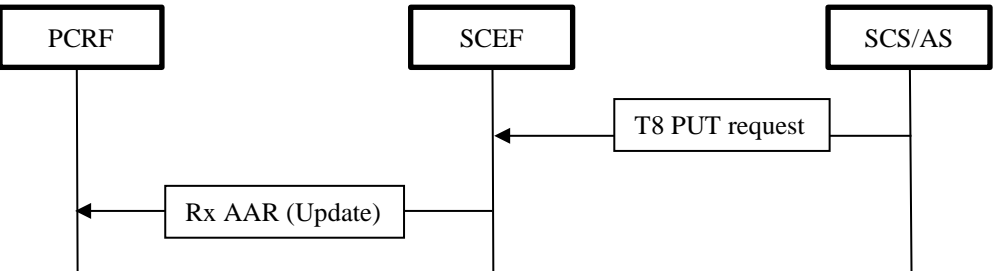 PCRF
SCEF
SCS/AS
T8 PUT request
Rx AAR (Update)